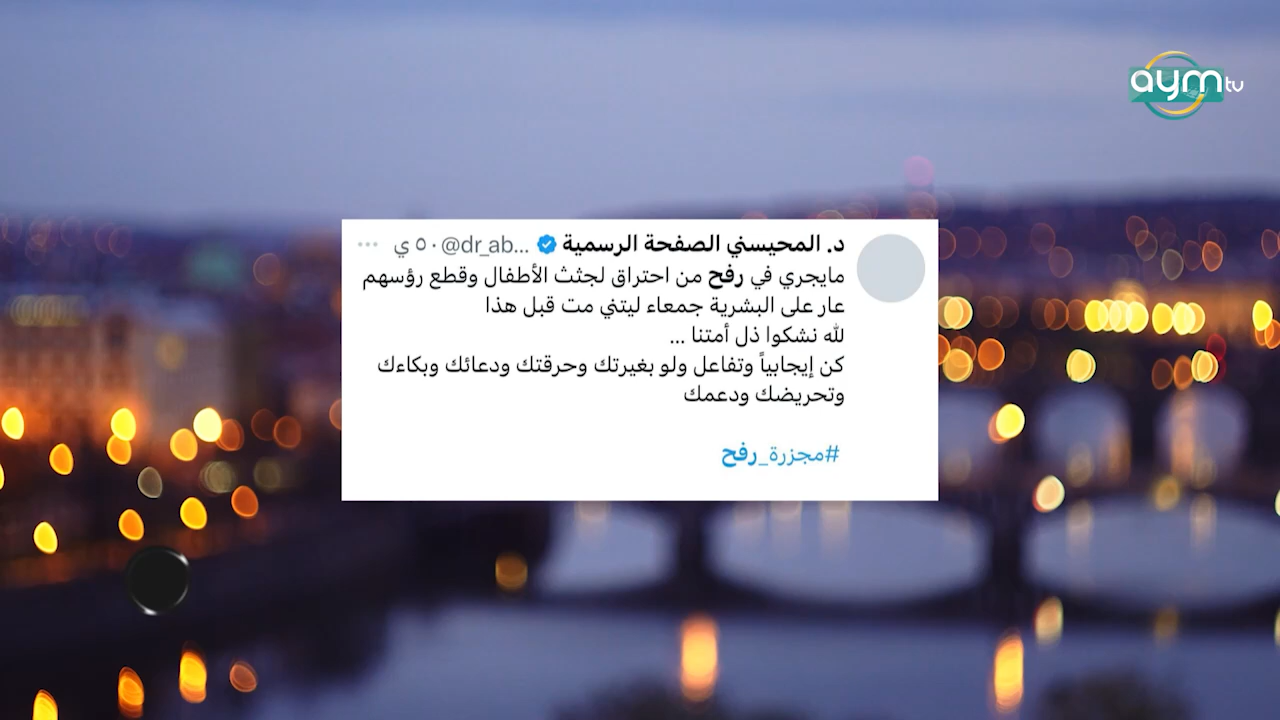 aym tv
د. المحيسني الصفحة الرسمية @dr_ab... · ٥ ي
مايجري في رفح من احتراق لجثث الأطفال وقطع رؤسهم
عار على البشرية جمعاء ليتني مت قبل هذا
لله نشكوا ذل أمتنا ...
كن إيجابياً وتفاعل ولو بغيرتك وحرقتك ودعائك وبكاءك
وتحريضك ودعمك
#مجزرة_رفح